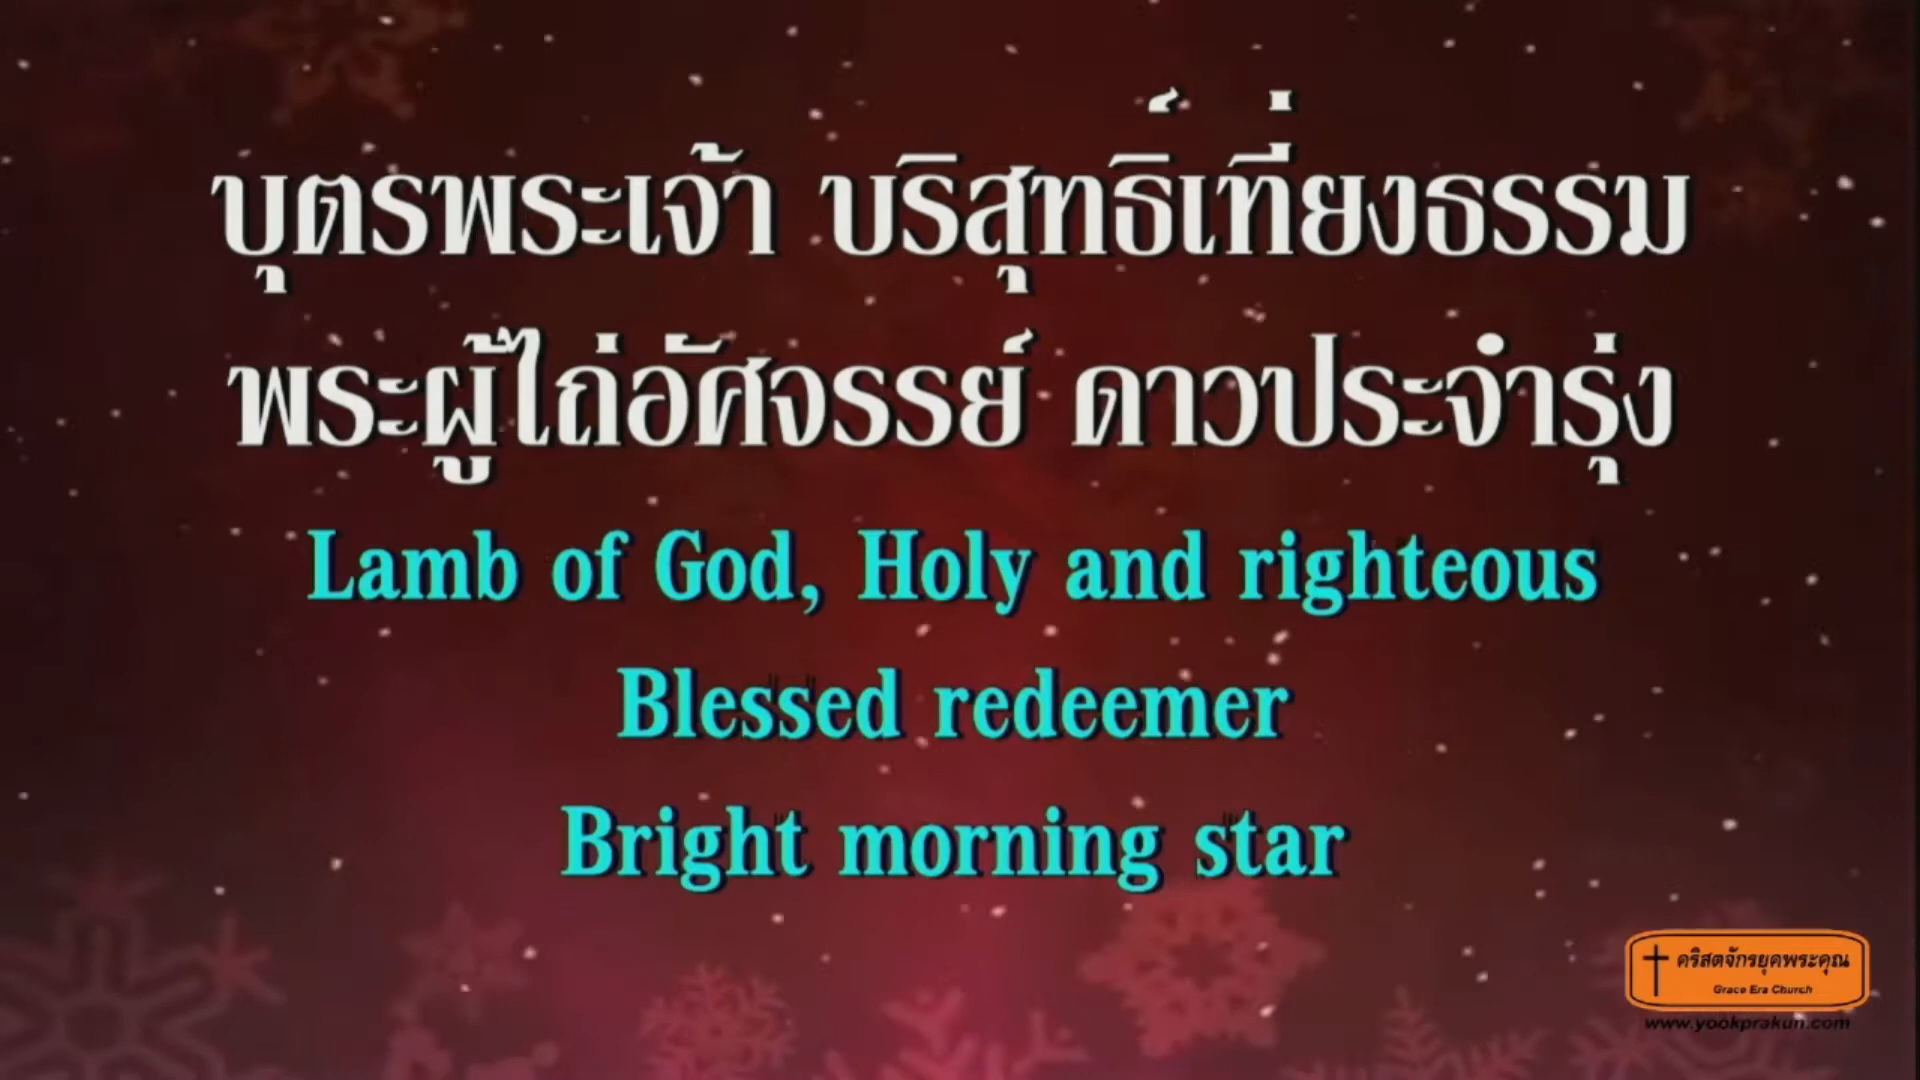 บุตรพระเจ้า บริสุทธิ์เที่ยงธรรม
พระผู้ไถ่อัศจรรย์ ดาวประจำรุ่ง
Lamb of God, Holy and righteous
Blessed redeemer
Bright morning star
คริสตจักรยุคพระคุณ
Grace Era Church
www.yookprakun.com